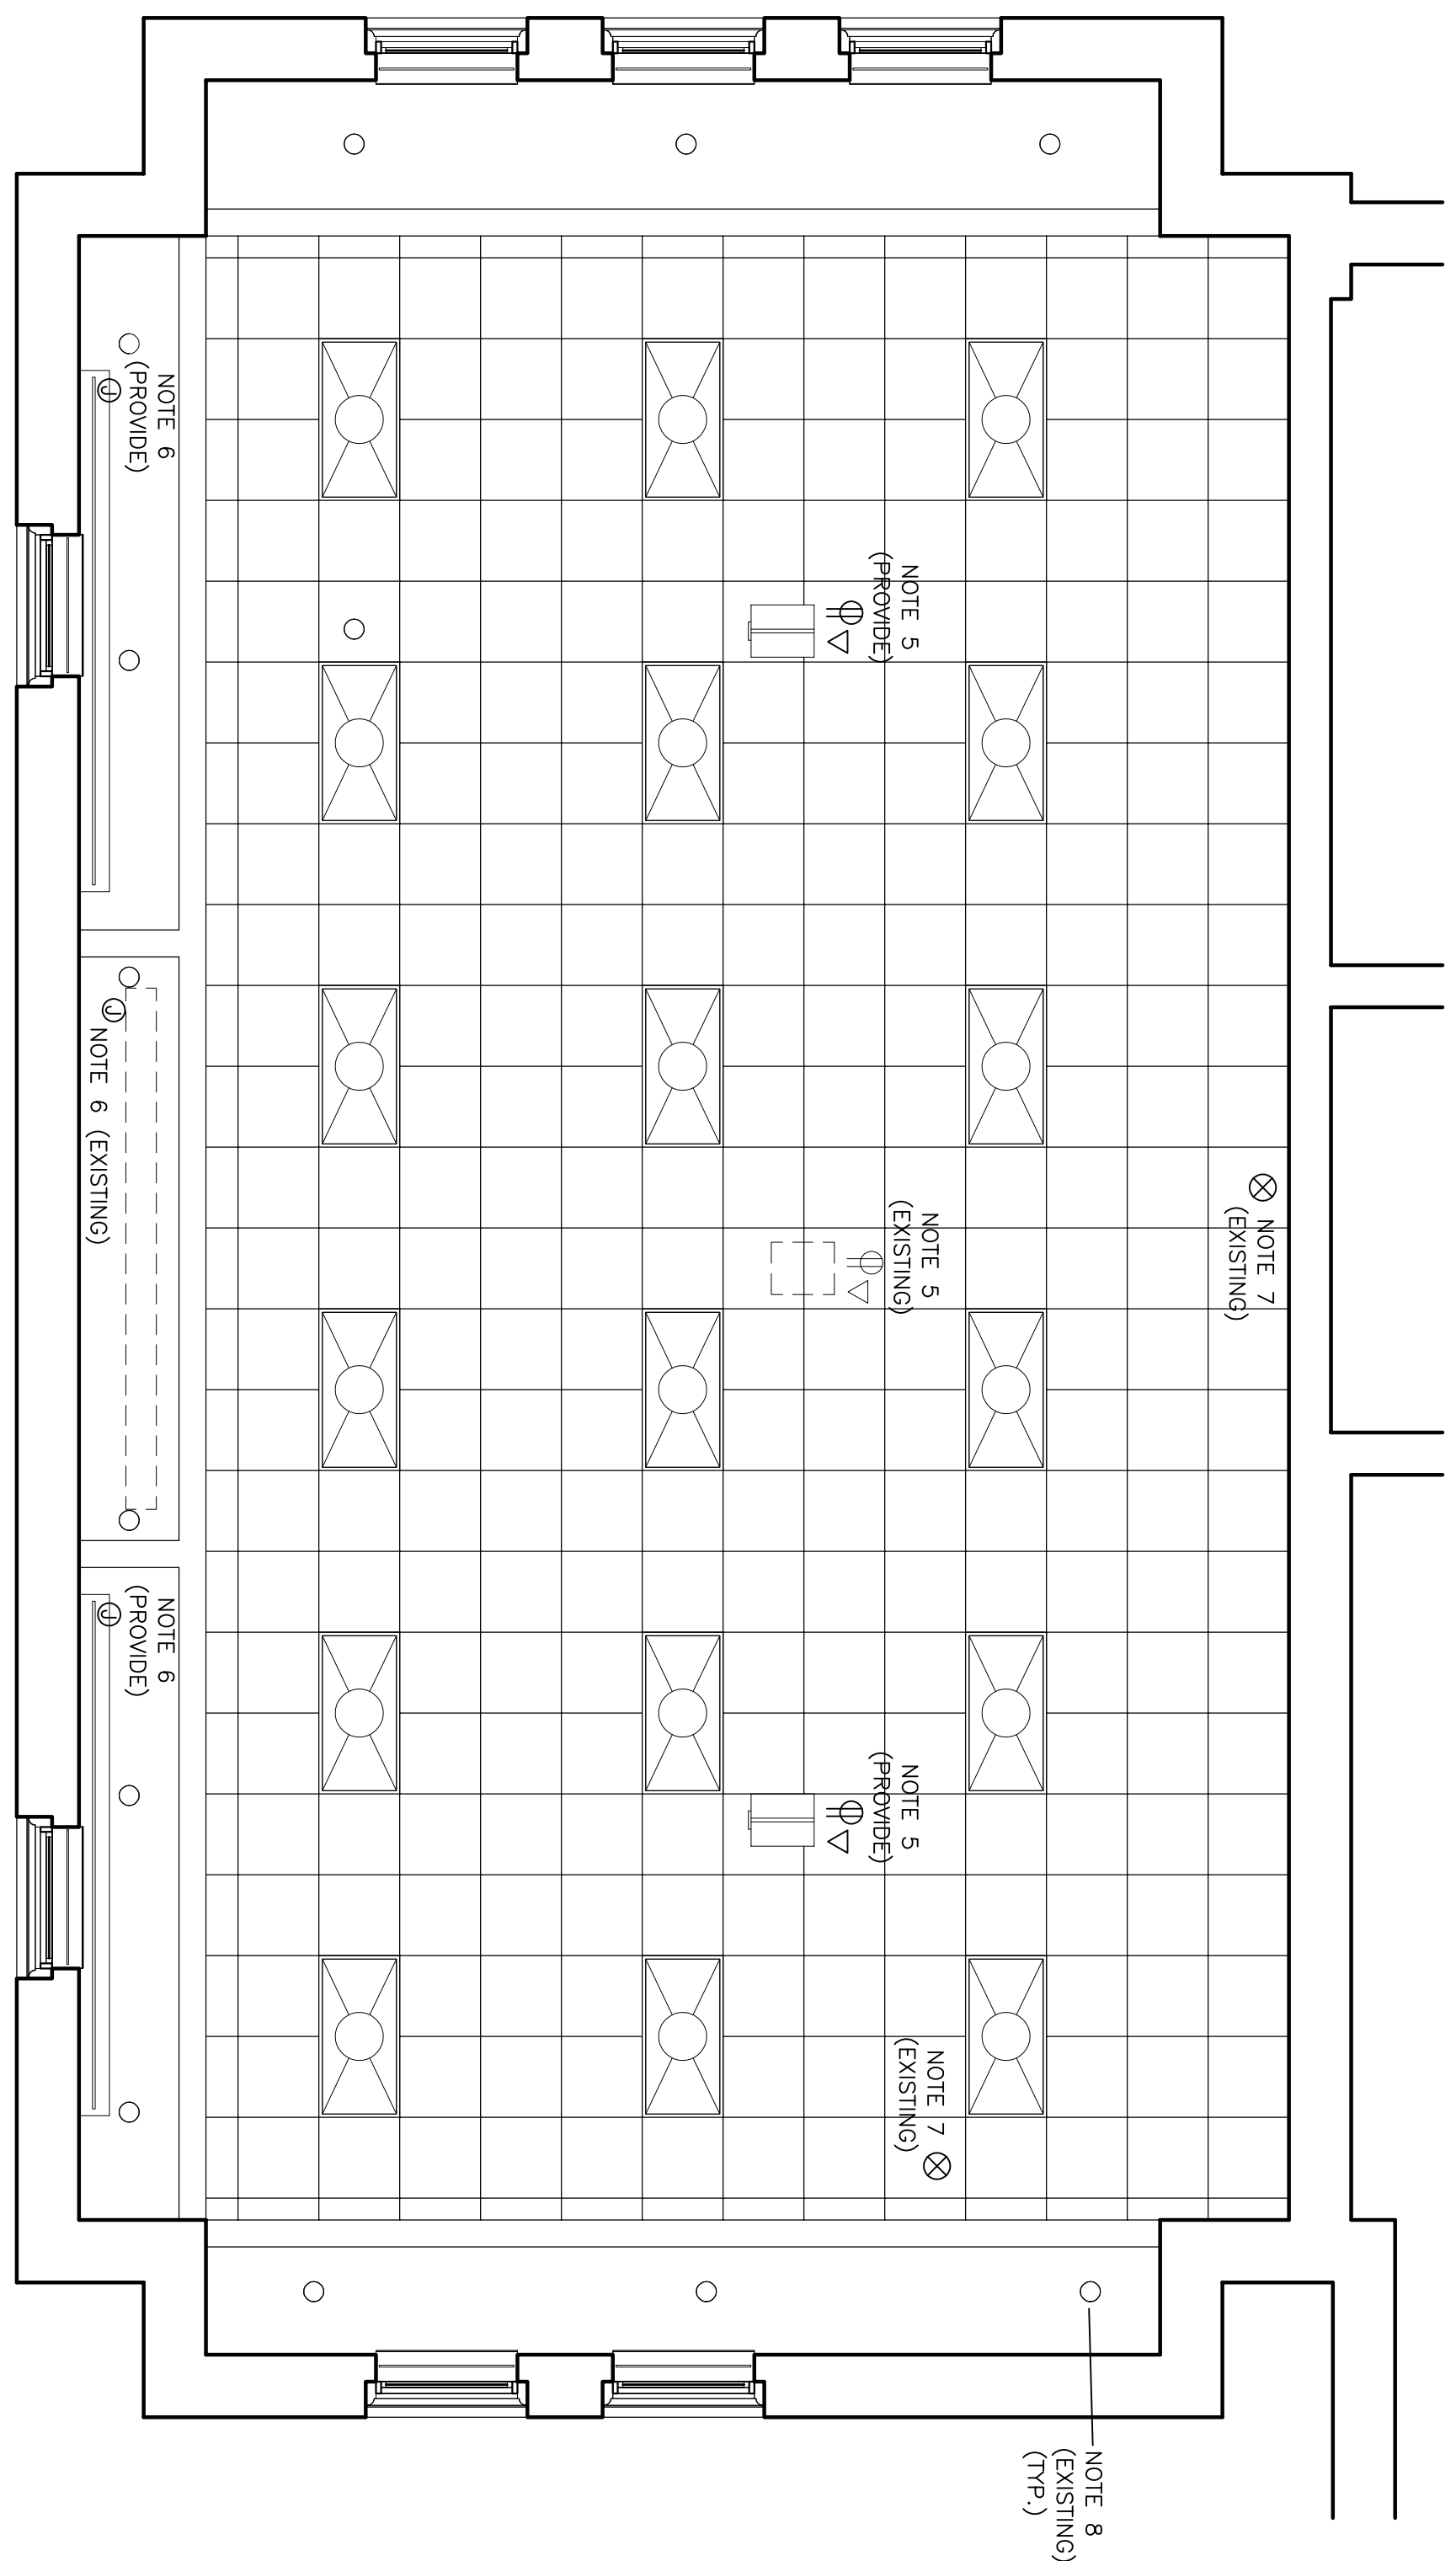 NOTE 7
(EXISTING)
NOTE 8
(EXISTING)
(TYP.)
NOTE 5
(PROVIDE)
NOTE 5
(EXISTING)
NOTE 5
(PROVIDE)
NOTE 7
(EXISTING)
NOTE 6
(PROVIDE)
J
J
NOTE 6 (EXISTING)
NOTE 6
(PROVIDE)
J